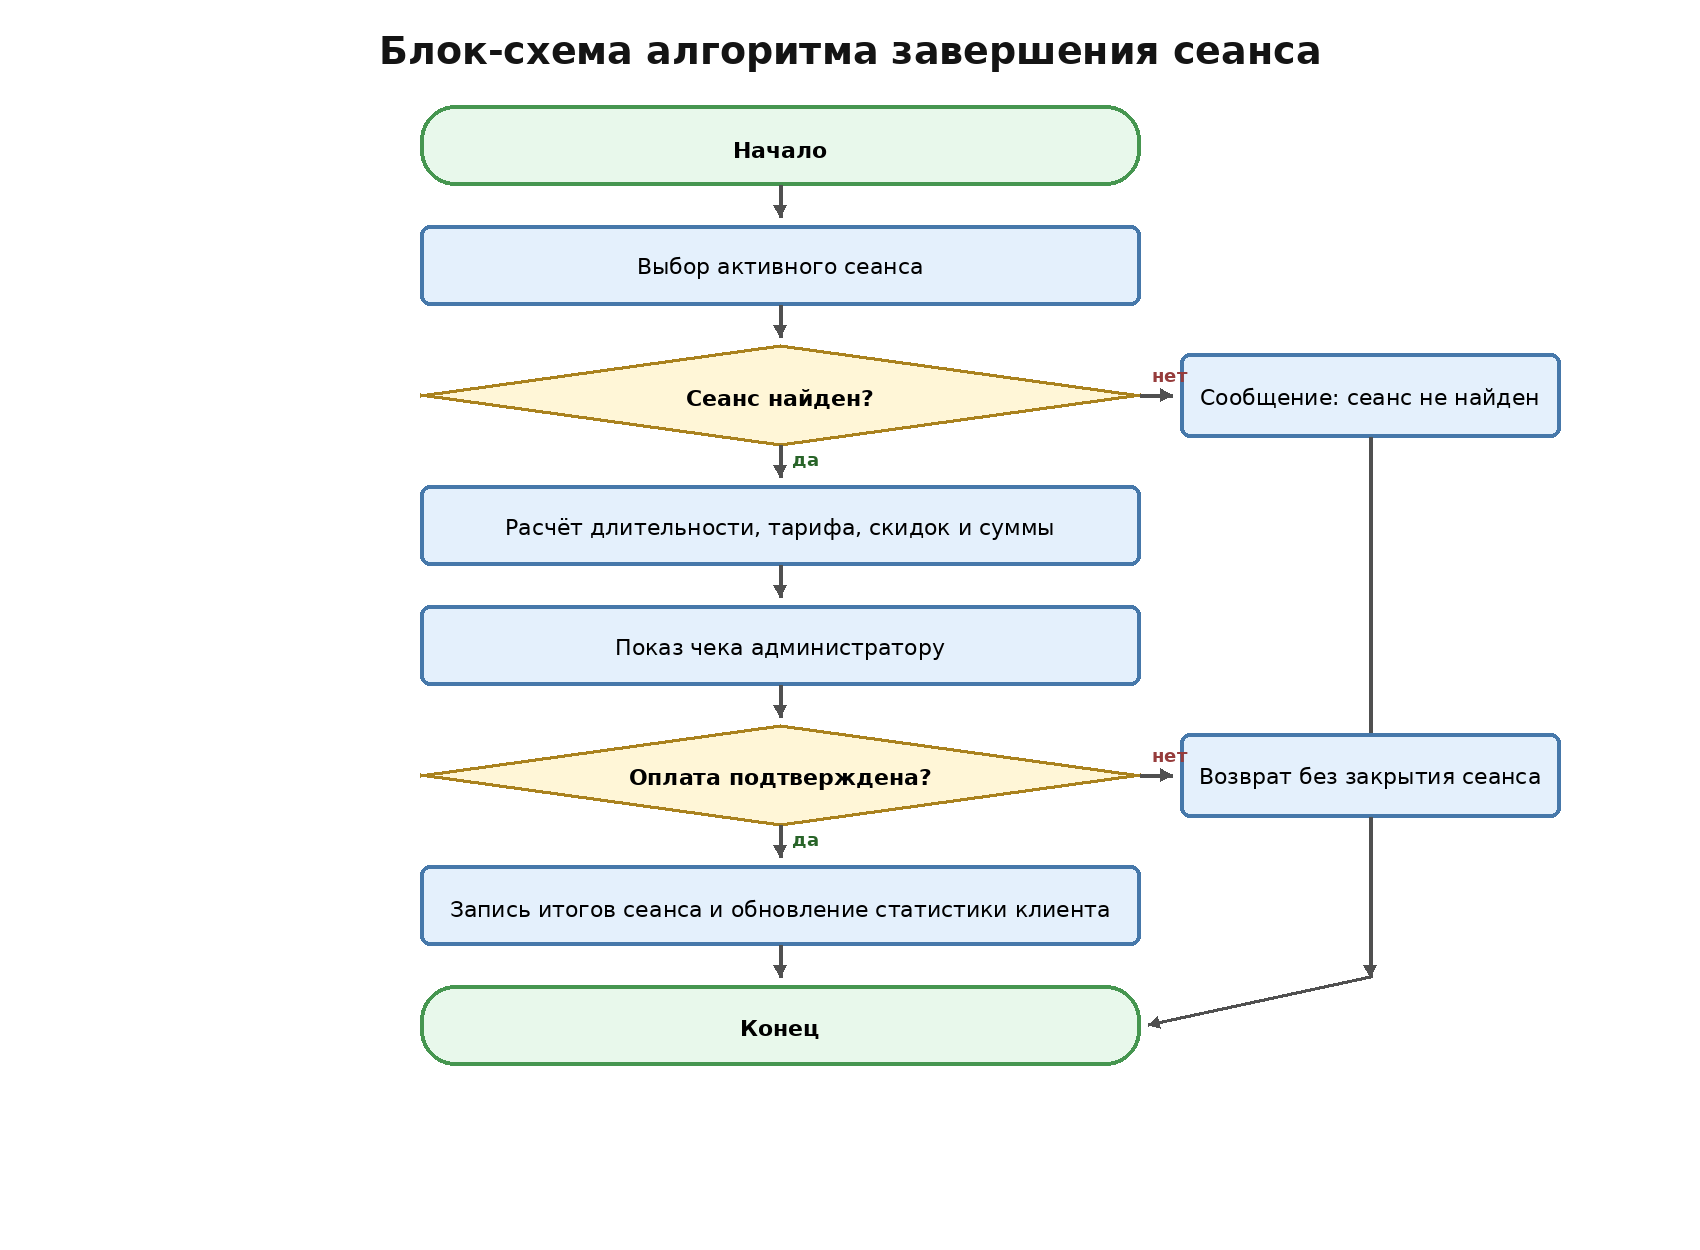 Блок-схема алгоритма завершения сеанса
Начало
Выбор активного сеанса
Сеанс найден?
нет
Сообщение: сеанс не найден
да
Расчёт длительности, тарифа, скидок и суммы
Показ чека администратору
Оплата подтверждена?
нет
Возврат без закрытия сеанса
да
Запись итогов сеанса и обновление статистики клиента
Конец